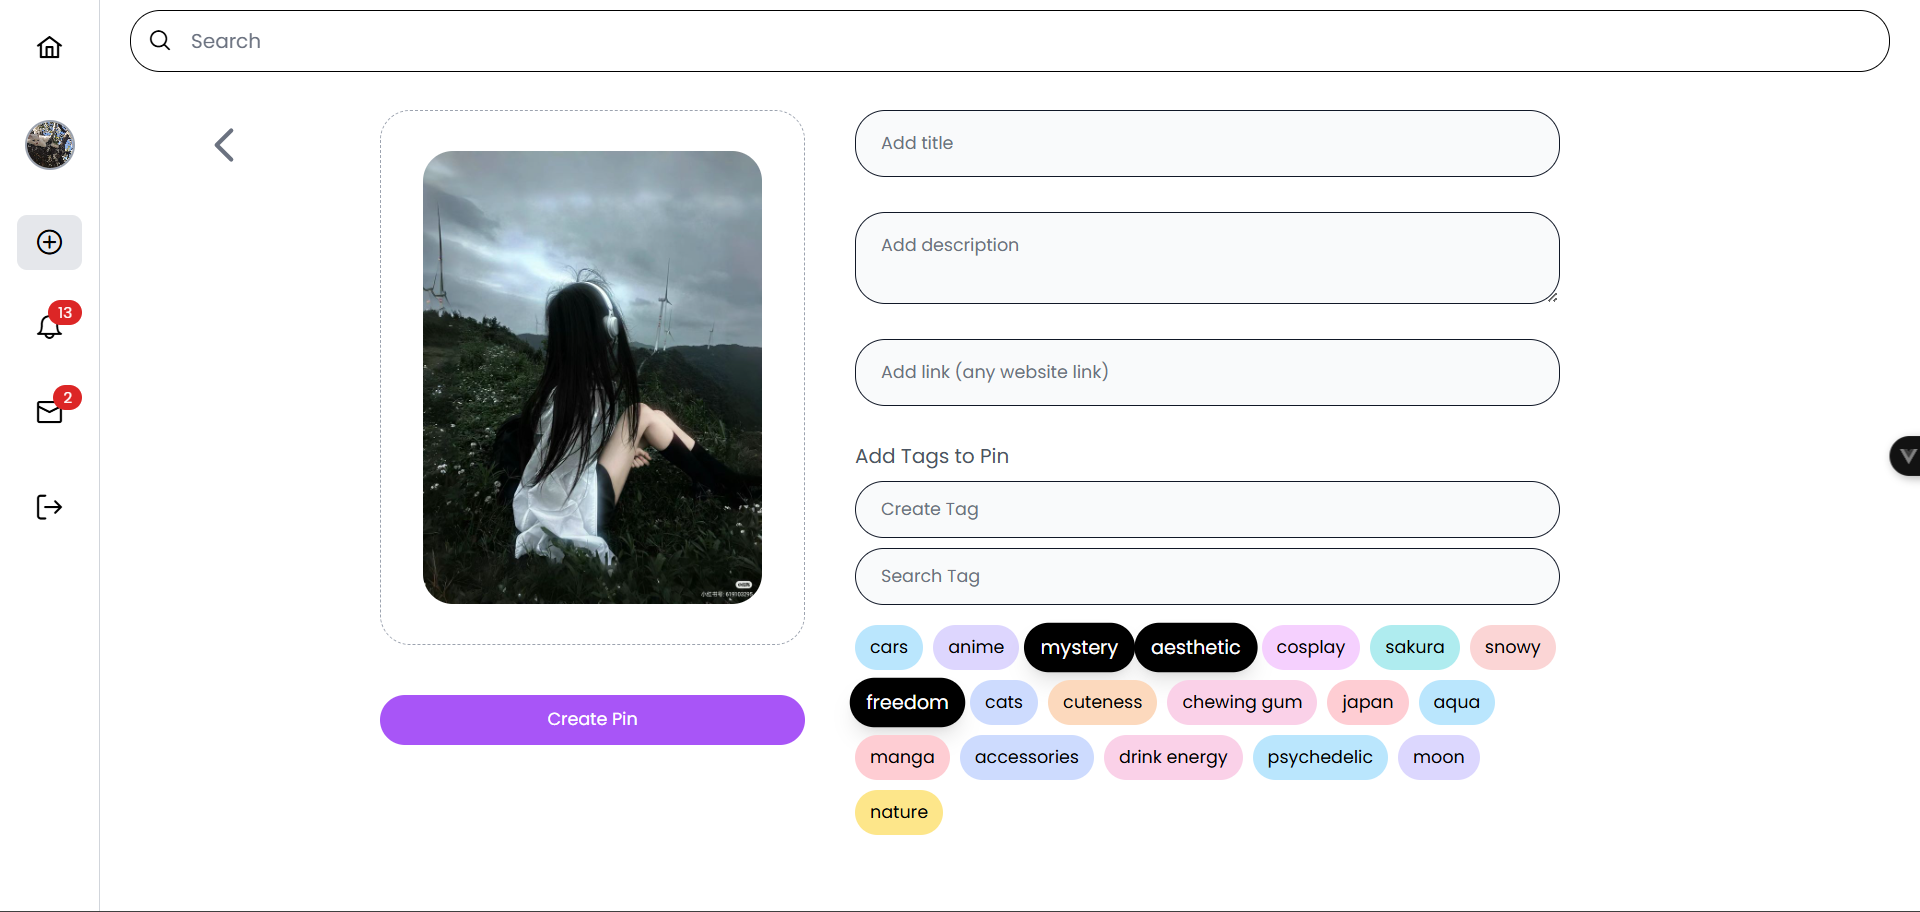 Search
Add title
Add description
13
Add link (any website link)
2
Add Tags to Pin
Create Tag
Search Tag
cars anime mystery aesthetic cosplay sakura snowy
freedom cats cuteness chewing gum japan aqua
Create Pin
manga accessories drink energy psychedelic moon
nature